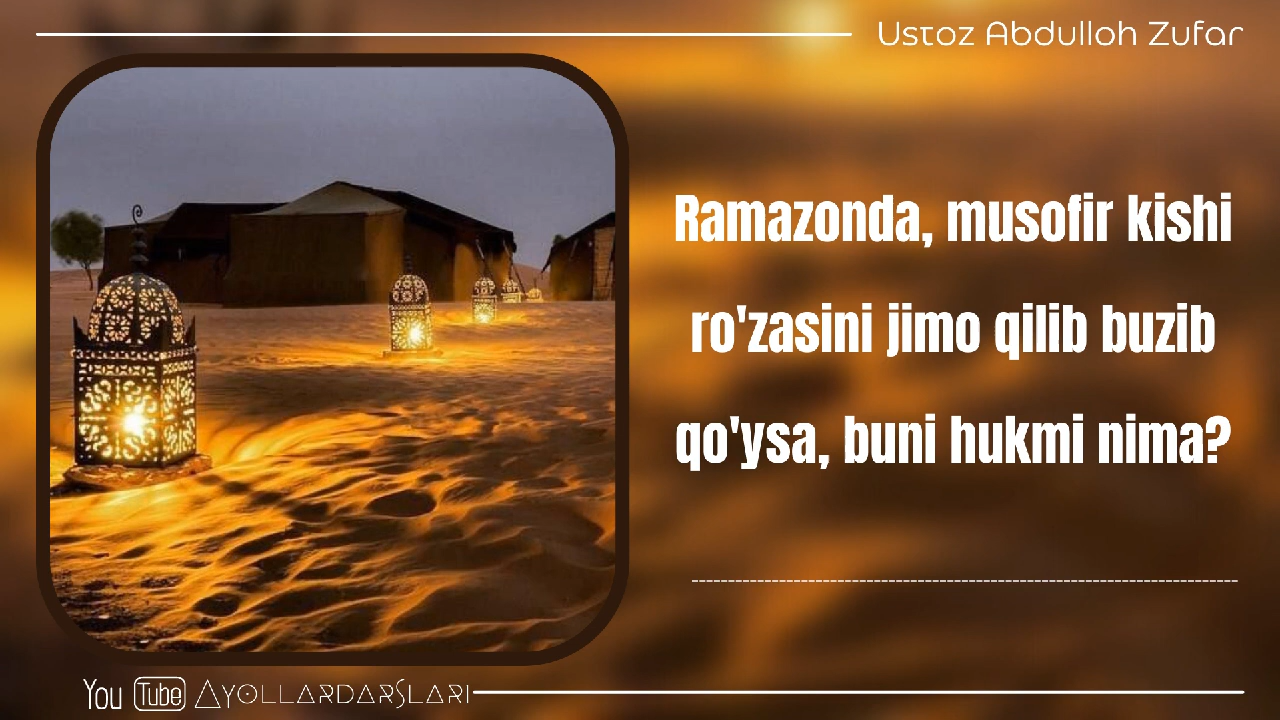 Ustoz Abdulloh Zufar
Ramazonda, musofir kishi
ro'zasini jimo qilib buzib
qo'ysa, buni hukmi nima?
You Tube AyollardarSlari